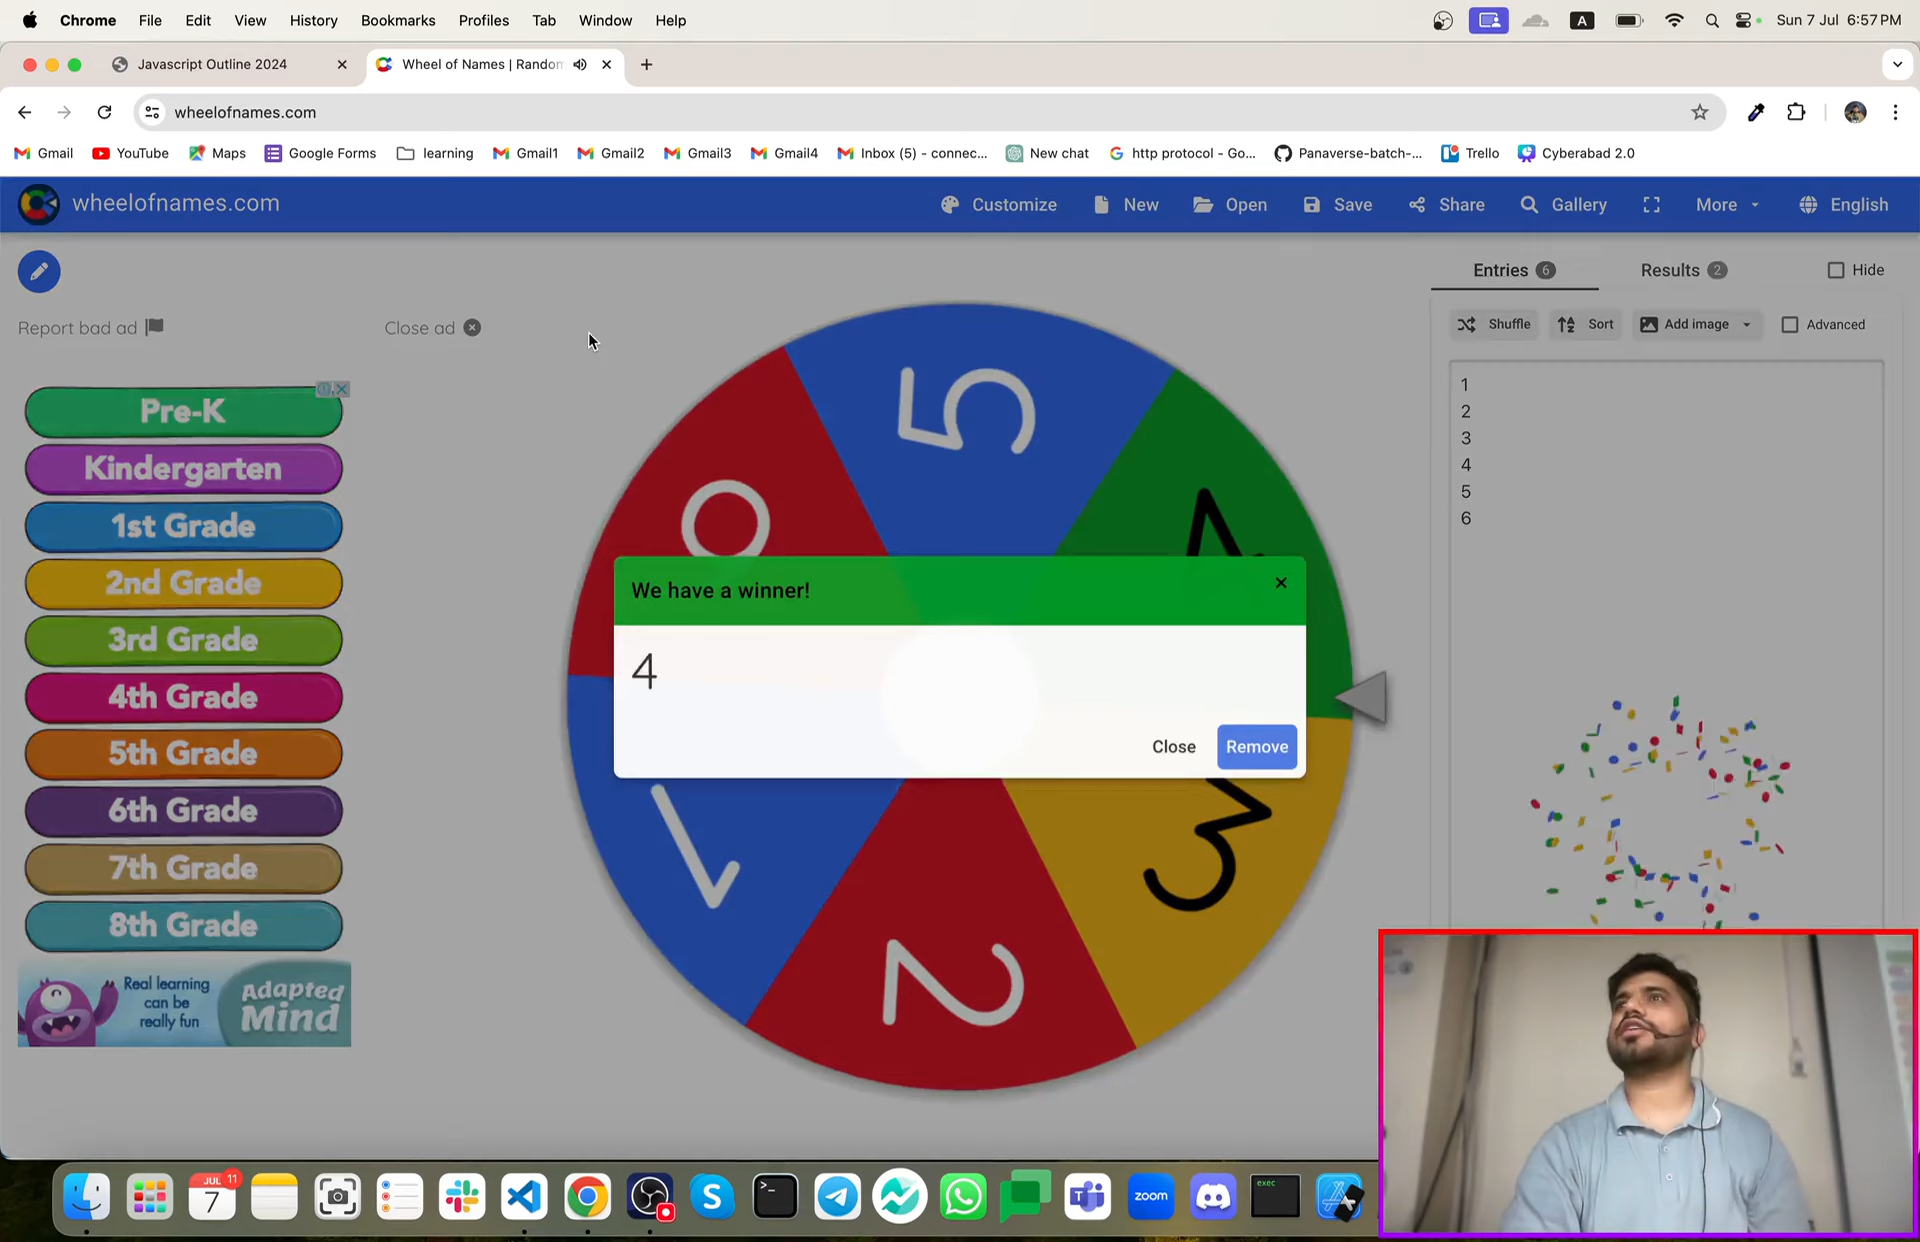 Chrome File Edit View History Bookmarks Profiles Tab Window Help
A
Sun 7 Jul 6:57 PM
Javascript Outline 2024
Wheel of Names | Random
wheelofnames.com
Gmail YouTube Maps Google Forms learning Gmail1 Gmail2 Gmail3 Gmail4 Inbox (5) - connec... New chat http protocol - Go... Panaverse-batch-... Trello Cyberabad 2.0
wheelofnames.com
Customize New Open Save Share Gallery More English
Entries 6
Results 2
Hide
Report bad ad
Close ad
Shuffle Sort Add image Advanced
1
2
3
4
5
6
Pre-K
Kindergarten
1st Grade
2nd Grade
3rd Grade
4th Grade
5th Grade
6th Grade
7th Grade
8th Grade
Real learning
can be
really fun
Adapted
Mind
5
4
3
2
1
We have a winner!
4
Close Remove
JUL 11
7
S
exec
zoom